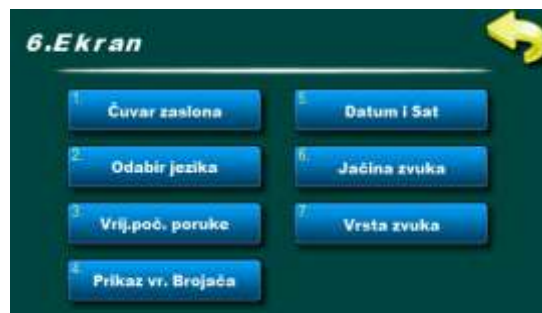 6.Ekran
1.
Čuvar zaslona
2.
Odabir jezika
3.
Vrij.poč. poruke
4.
Prikaz vr. Brojača
5.
Datum i Sat
6.
Jačina zvuka
7.
Vrsta zvuka